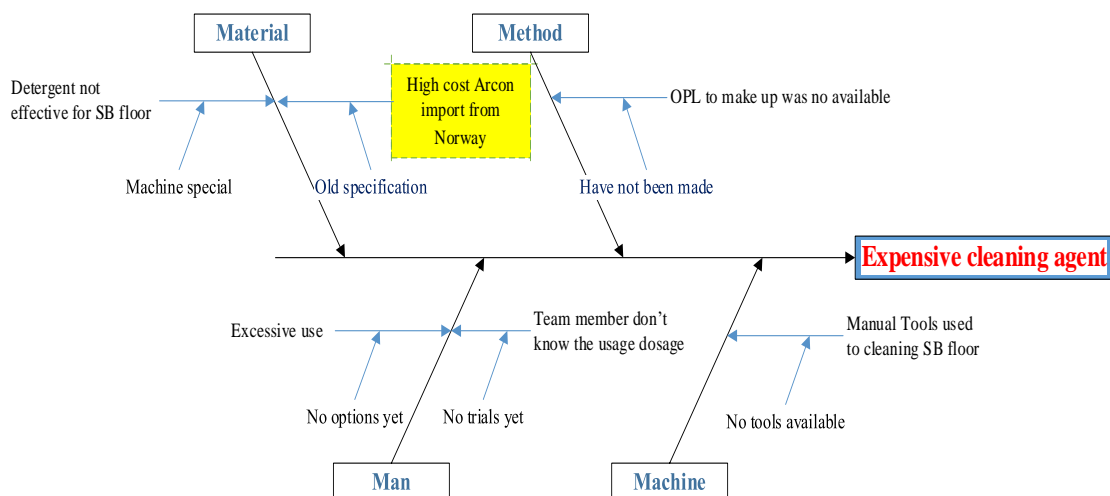 Material
Method
Detergent not
effective for SB floor
High cost Arcon
import from
Norway
OPL to make up was no available
Machine special
Old specification
Have not been made
Expensive cleaning agent
Excessive use
Team member don’t
know the usage dosage
Manual Tools used
to cleaning SB floor
No options yet
No trials yet
No tools available
Man
Machine